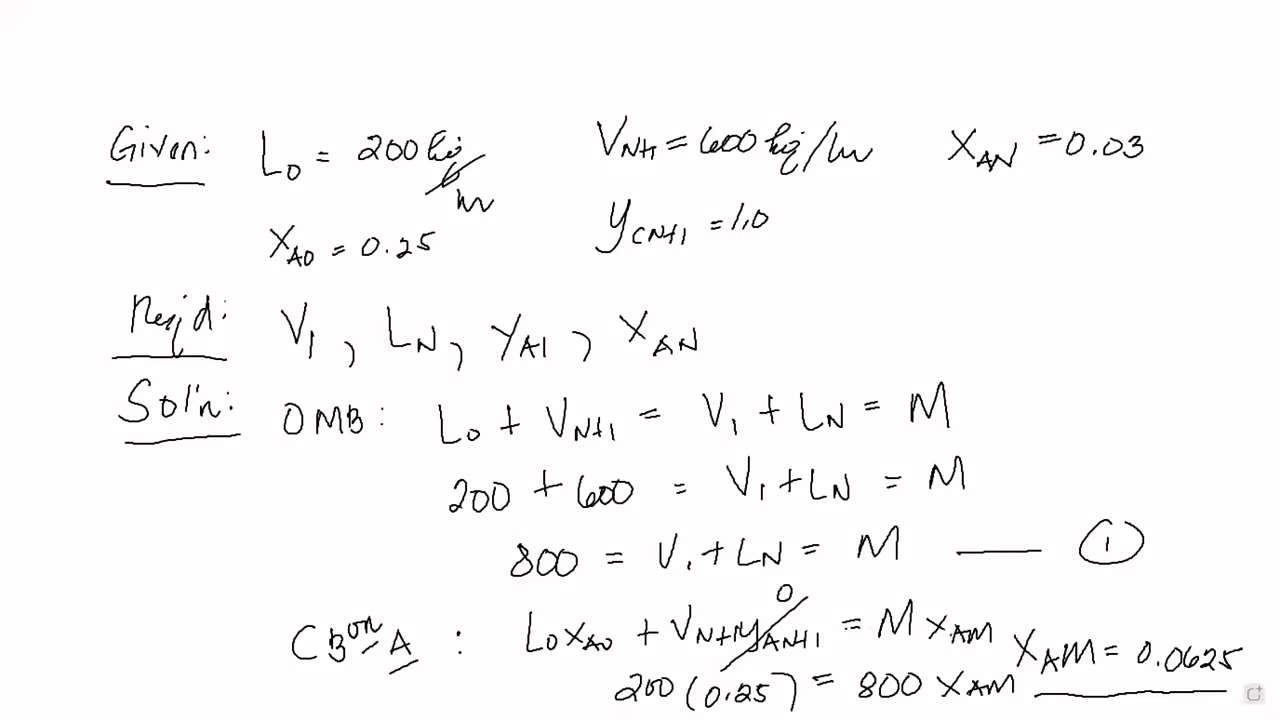 Given: L0 = 200 kg/hr VN+1 = 600 kg/hr XAN = 0.03
XA0 = 0.25 yCN+1 = 1.0
Req'd: V1, LN, YA1, XAN
Sol'n: OMB: L0 + VN+1 = V1 + LN = M
200 + 600 = V1 + LN = M
800 = V1 + LN = M —— 1
CB on A: L0XA0 + VN+1yAN+1 = MXAM 0
200(0.25) = 800 XAM XAM = 0.0625